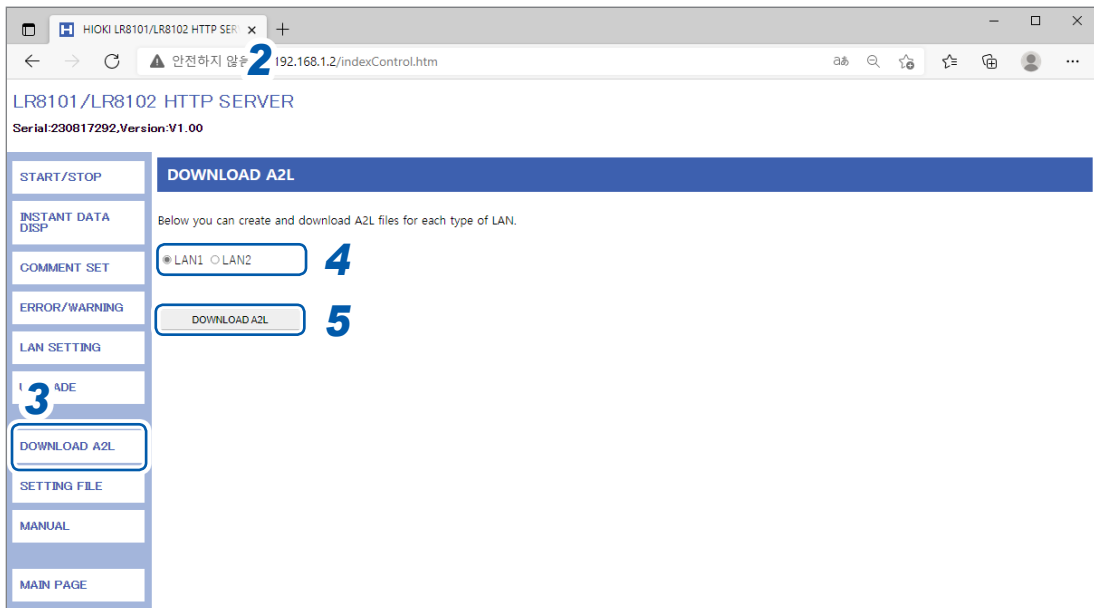 HIOKI LR8101/LR8102 HTTP SER
2
안전하지 않음 192.168.1.2/indexControl.htm
aあ
LR8101/LR8102 HTTP SERVER
Serial:230817292,Version:V1.00
START/STOP
INSTANT DATA
DISP
COMMENT SET
ERROR/WARNING
LAN SETTING
3
DOWNLOAD A2L
SETTING FILE
MANUAL
MAIN PAGE
DOWNLOAD A2L
Below you can create and download A2L files for each type of LAN.
LAN1 LAN2
4
DOWNLOAD A2L
5